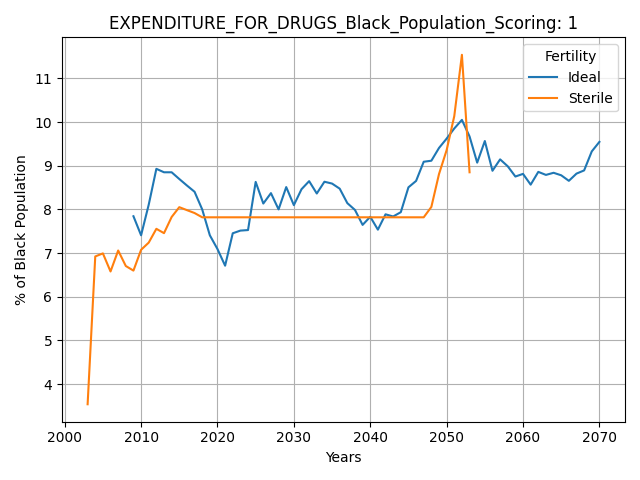 EXPENDITURE_FOR_DRUGS_Black_Population_Scoring: 1
Fertility
Ideal
Sterile
% of Black Population
11
10
9
8
7
6
5
4
2000 2010 2020 2030 2040 2050 2060 2070
Years